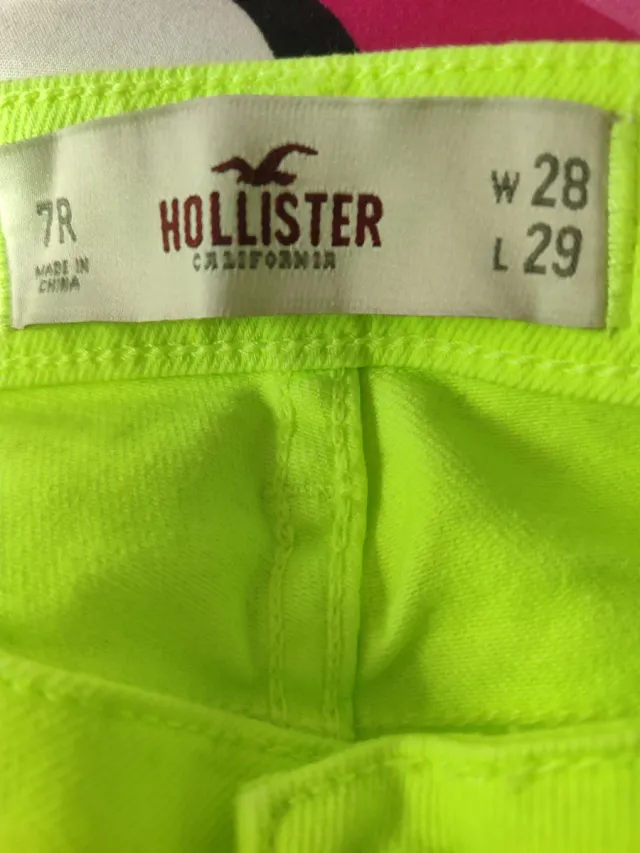 7R
MADE IN
CHINA
HOLLISTER
CALIFORNIA
W 28
L 29